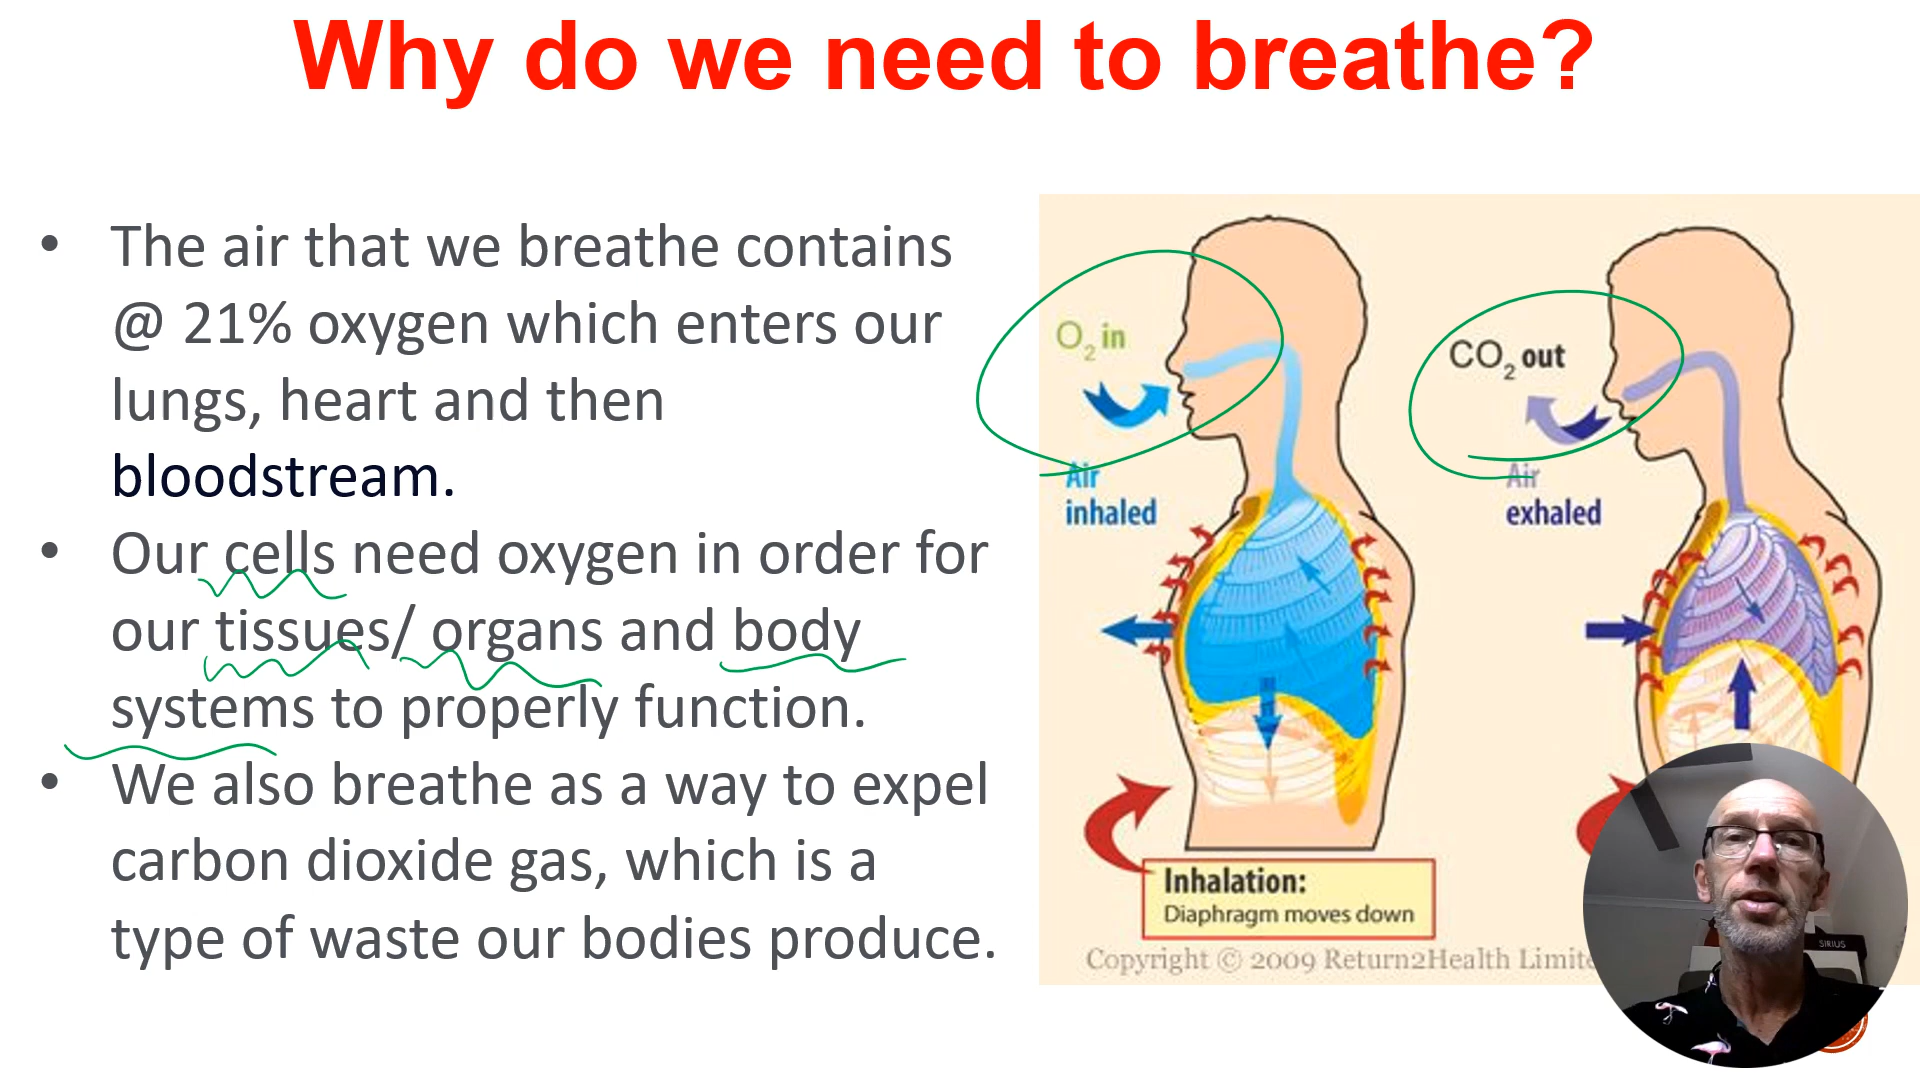 Why do we need to breathe?
• The air that we breathe contains
@ 21% oxygen which enters our
lungs, heart and then
bloodstream.
• Our cells need oxygen in order for
our tissues/ organs and body
systems to properly function.
• We also breathe as a way to expel
carbon dioxide gas, which is a
type of waste our bodies produce.
O2 in
Air
inhaled
CO2 out
Air
exhaled
Inhalation:
Diaphragm moves down
Copyright © 2009 Return2Health Limite
SIRIUS